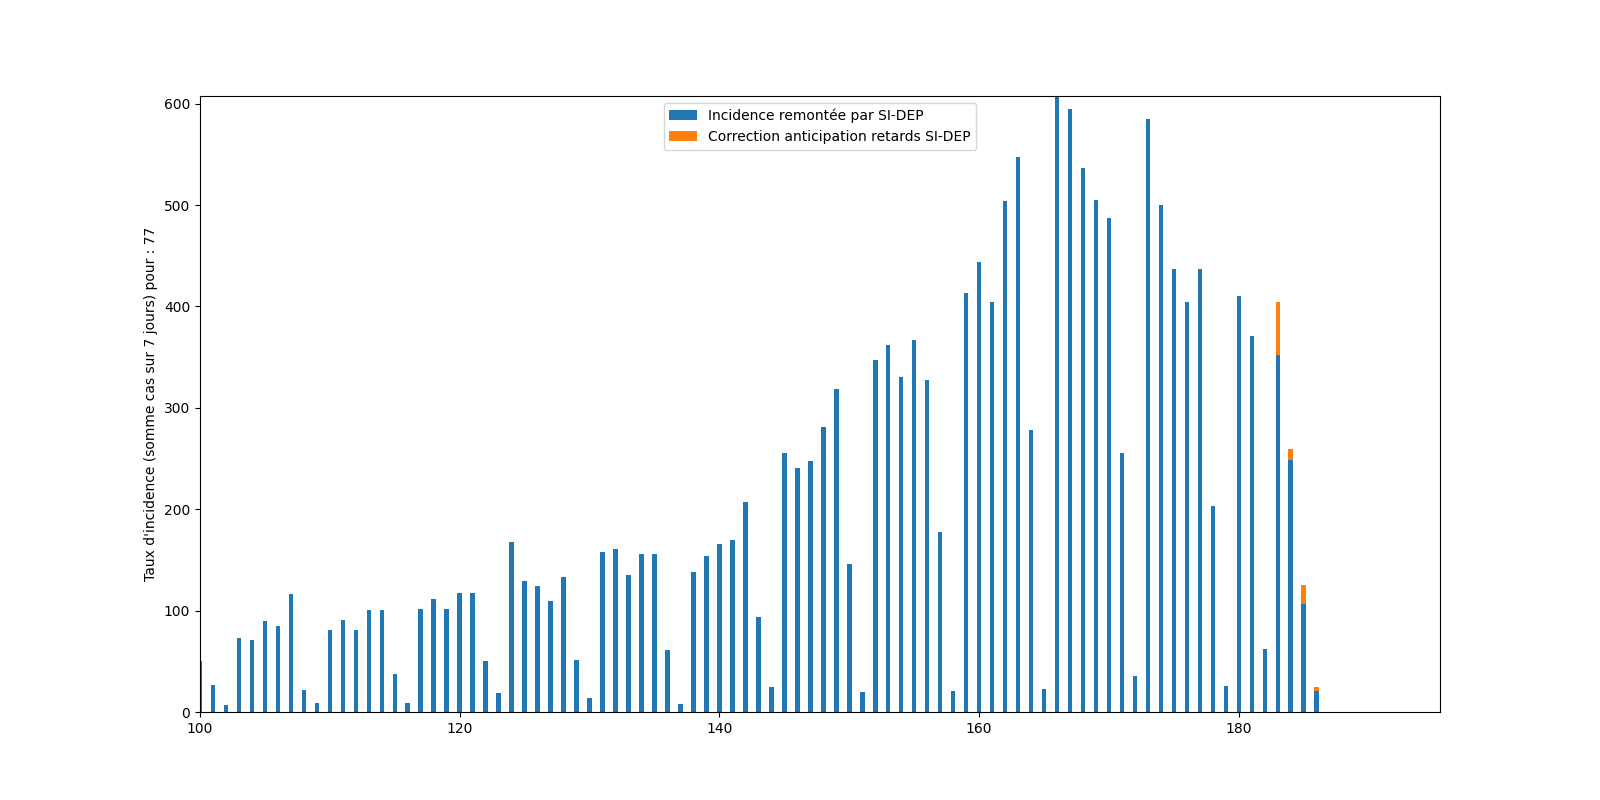 Incidence remontée par SI-DEP
Correction anticipation retards SI-DEP
Taux d'incidence (somme cas sur 7 jours) pour : 77
600
500
400
300
200
100
0
100 120 140 160 180